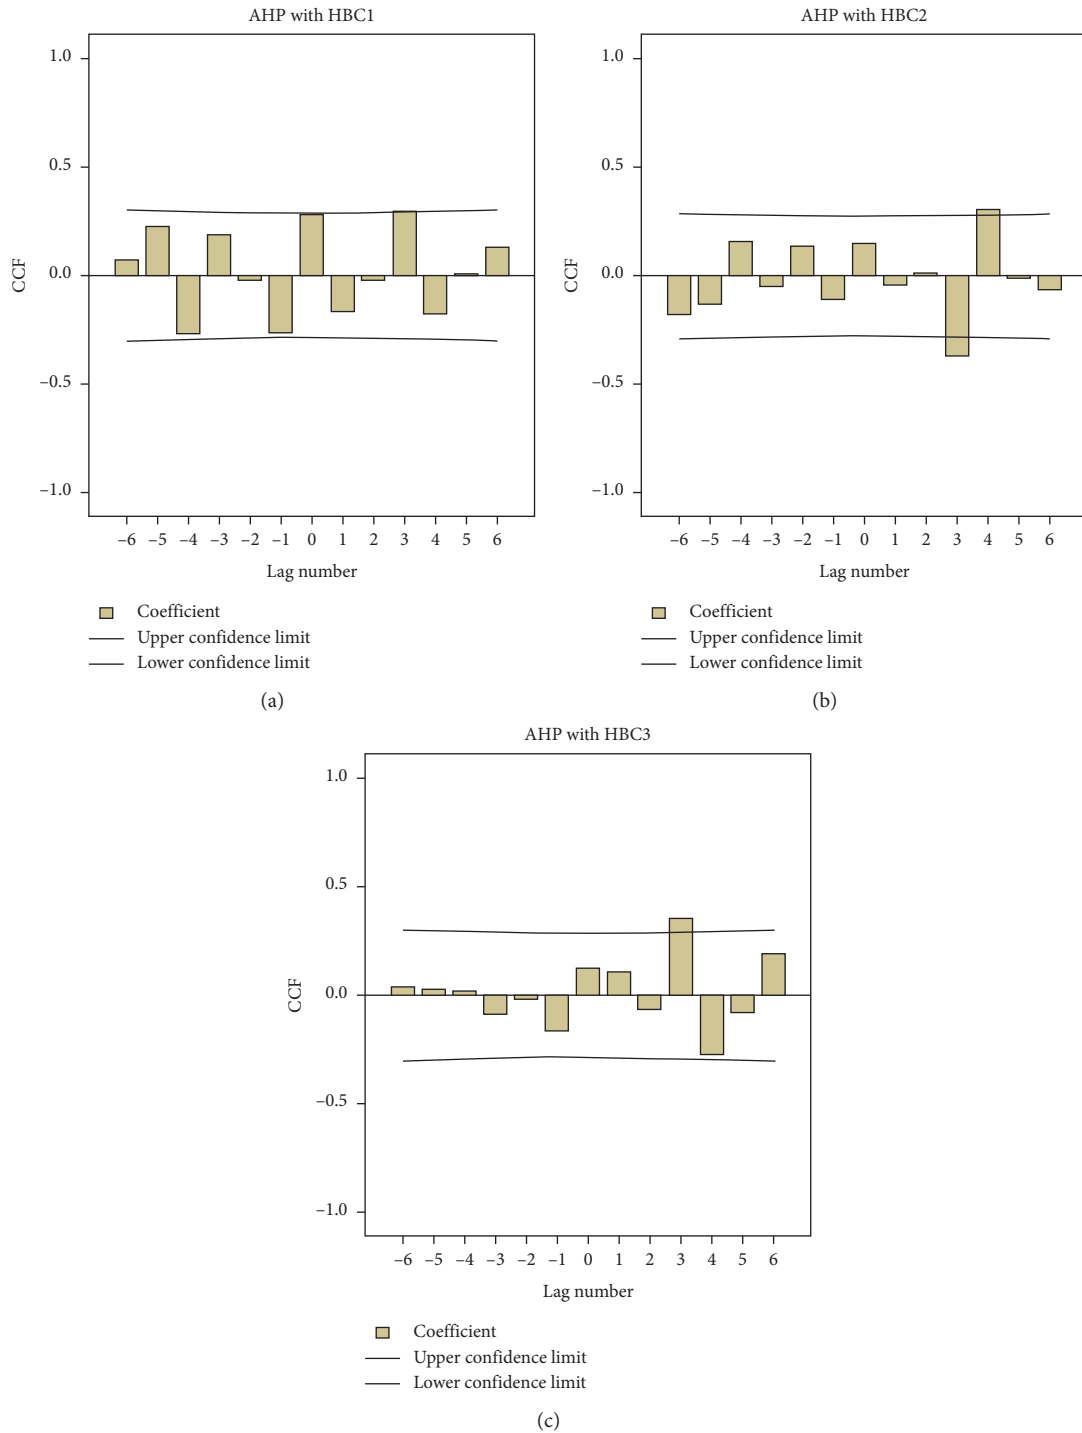 AHP with HBC1
1.0
0.5
0.0
–0.5
–1.0
CCF
–6 –5 –4 –3 –2 –1 0 1 2 3 4 5 6
Lag number
Coefficient
Upper confidence limit
Lower confidence limit
(a)
AHP with HBC2
1.0
0.5
0.0
–0.5
–1.0
CCF
–6 –5 –4 –3 –2 –1 0 1 2 3 4 5 6
Lag number
Coefficient
Upper confidence limit
Lower confidence limit
(b)
AHP with HBC3
1.0
0.5
0.0
–0.5
–1.0
CCF
–6 –5 –4 –3 –2 –1 0 1 2 3 4 5 6
Lag number
Coefficient
Upper confidence limit
Lower confidence limit
(c)